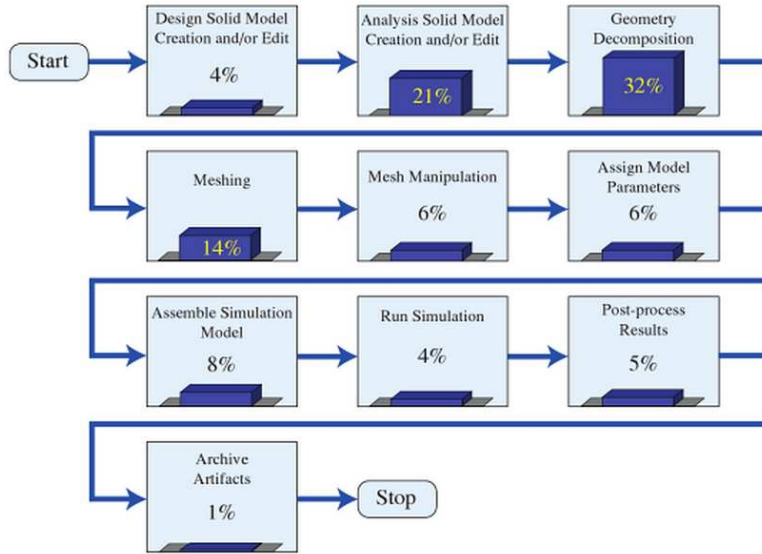 Start
Design Solid Model
Creation and/or Edit
4%
Analysis Solid Model
Creation and/or Edit
21%
Geometry
Decomposition
32%
Meshing
14%
Mesh Manipulation
6%
Assign Model
Parameters
6%
Assemble Simulation
Model
8%
Run Simulation
4%
Post-process
Results
5%
Archive
Artifacts
1%
Stop